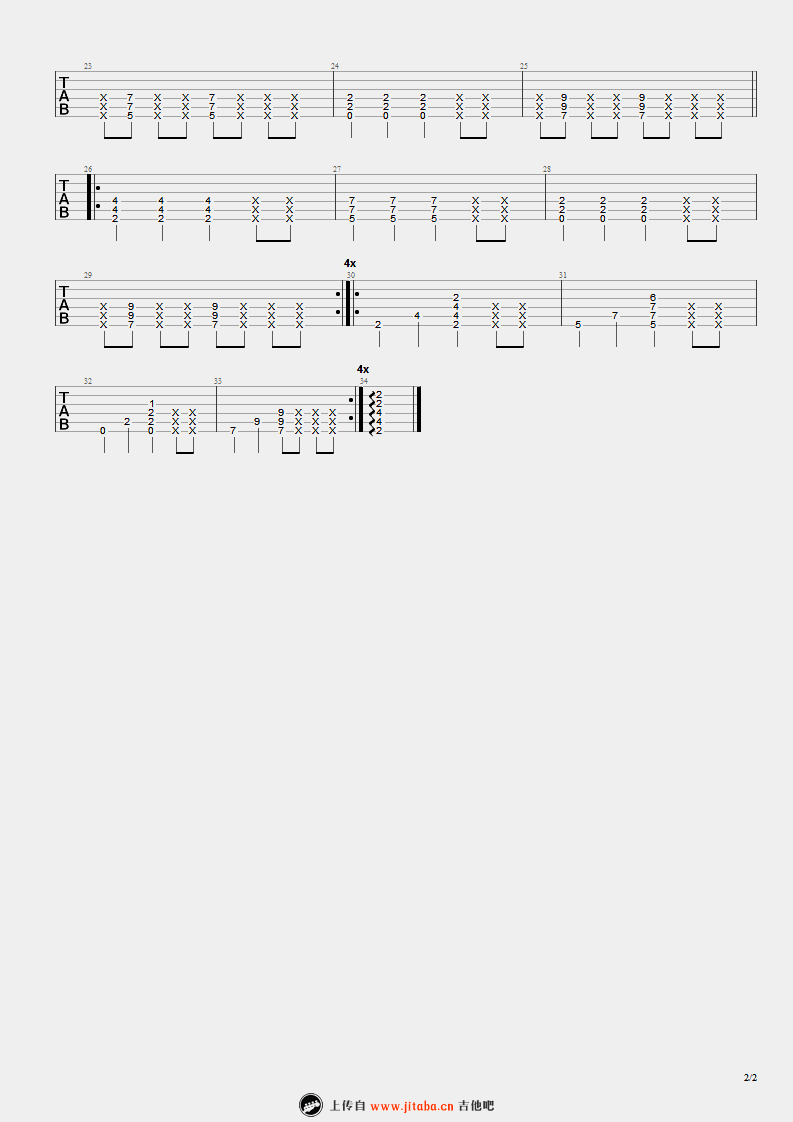 23 24 25
T
A X 7 X X 7 X X X 2 2 2 X X X 9 X X 9 X X X
B X 7 X X 7 X X X 2 2 2 X X X 9 X X 9 X X X
X 5 X X 5 X X X 0 0 0 X X X 7 X X 7 X X X
26 27 28
T
A 4 4 4 X X 7 7 7 X X 2 2 2 X X
B 4 4 4 X X 7 7 7 X X 2 2 2 X X
2 2 2 X X 5 5 5 X X 0 0 0 X X
4x
29 30 31
T 2 6
A X 9 X X 9 X X X 4 X X 7 X X
B X 9 X X 9 X X X 4 4 X X 7 7 X X
X 7 X X 7 X X X 2 2 X X 5 5 X X
4x
32 33 34
T 2
1 2
A 2 X X 9 X X X 4
B 2 2 X X 9 9 X X X 4
0 0 X X 7 7 X X X 2
2/2
上传自 www.jitaba.cn 吉他吧